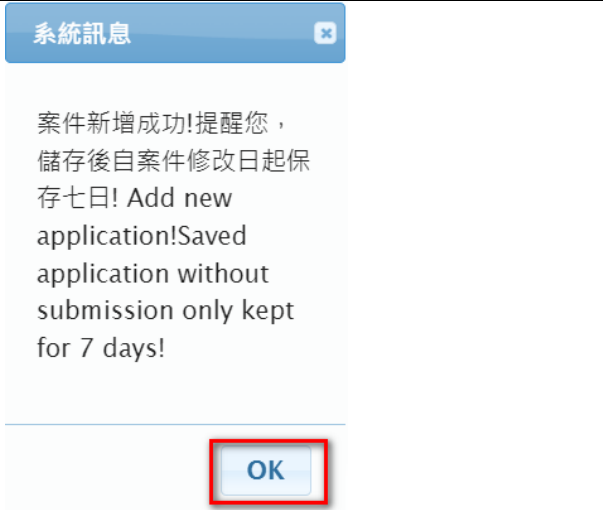 系統訊息
案件新增成功!提醒您，
儲存後自案件修改日起保
存七日! Add new
application!Saved
application without
submission only kept
for 7 days!
OK